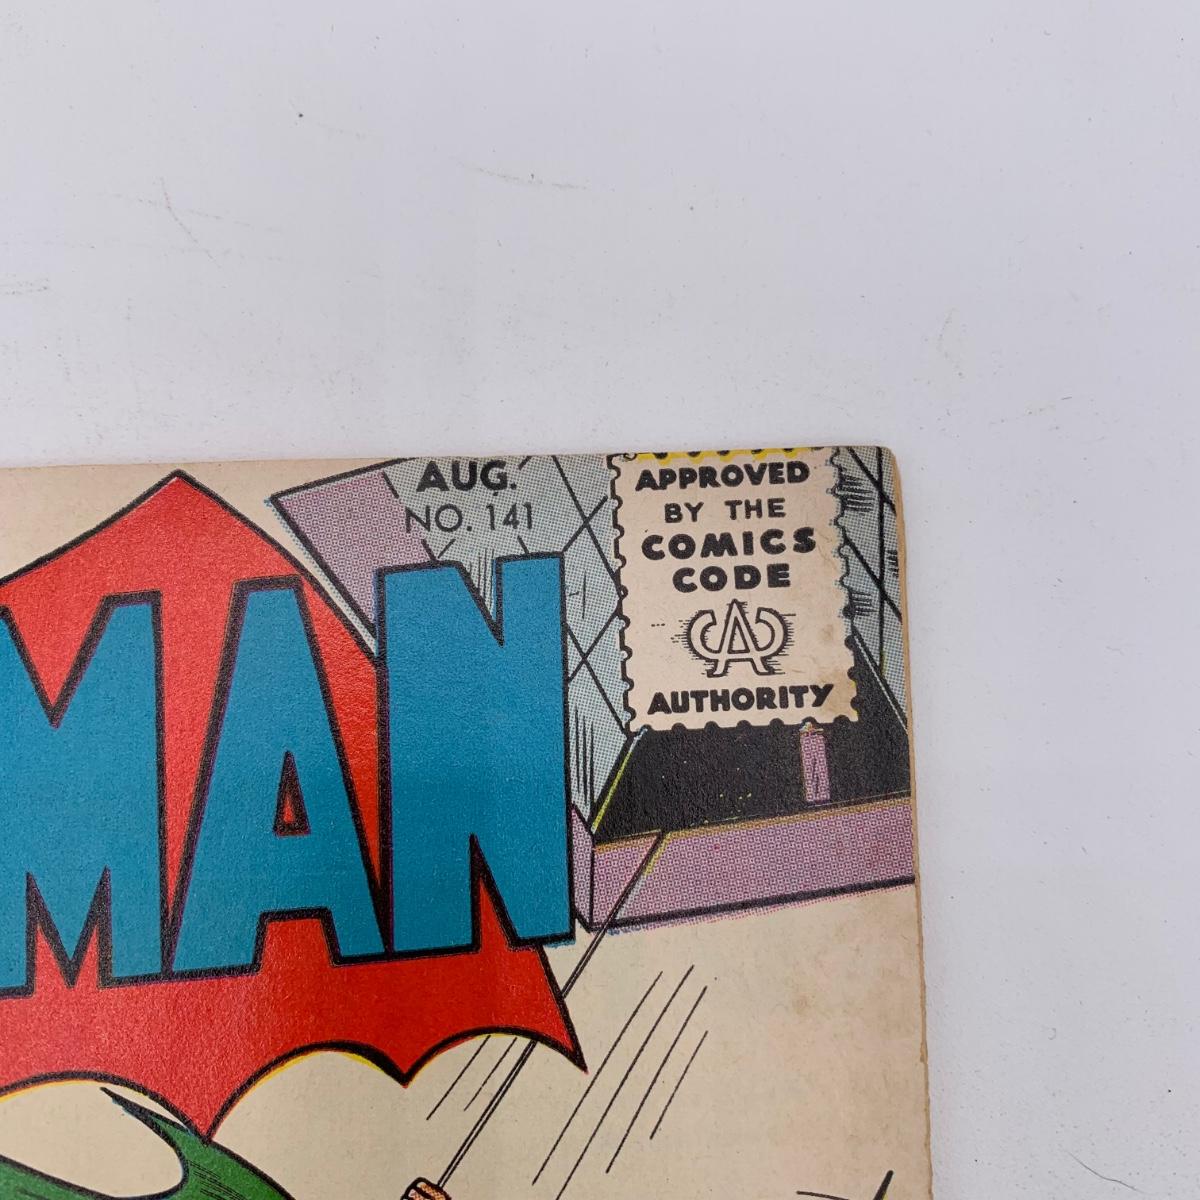 AUG.
NO. 141
APPROVED
BY THE
COMICS
CODE
CA
AUTHORITY
MAN